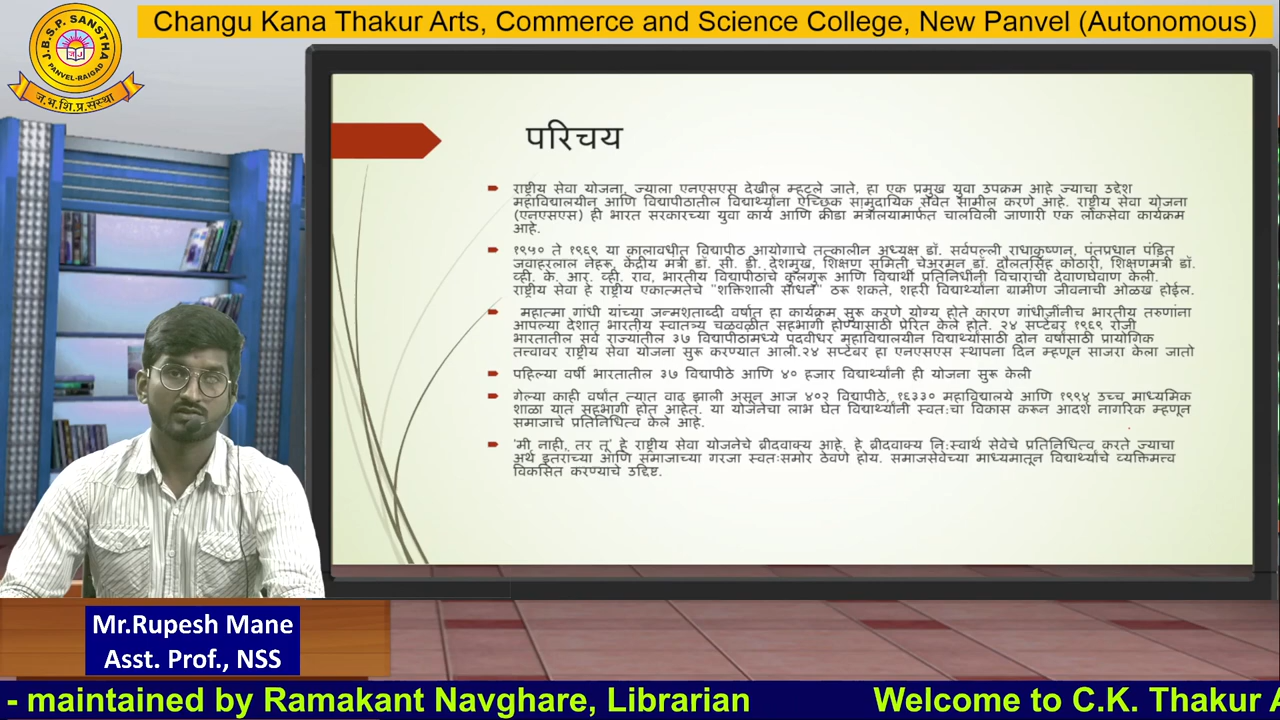 Changu Kana Thakur Arts, Commerce and Science College, New Panvel (Autonomous)
J.B.S.P. SANSTHA
PANVEL-RAIGAD
ज.भ.शि.प्र.संस्था
परिचय
राष्ट्रीय सेवा योजना, ज्याला एनएसएस देखील म्हटले जाते, हा एक प्रमुख युवा उपक्रम आहे ज्याचा उद्देश
महाविद्यालयीन आणि विद्यापीठातील विद्यार्थ्यांना ऐच्छिक सामुदायिक सेवेत सामील करणे आहे. राष्ट्रीय सेवा योजना
(एनएसएस) ही भारत सरकारच्या युवा कार्य आणि क्रीडा मंत्रालयामार्फत चालविली जाणारी एक लोकसेवा कार्यक्रम
आहे.
१९५० ते १९६९ या कालावधीत विद्यापीठ आयोगाचे तत्कालीन अध्यक्ष डॉ. सर्वपल्ली राधाकृष्णन, पंतप्रधान पंडित
जवाहरलाल नेहरू, केंद्रीय मंत्री डॉ. सी. डी. देशमुख, शिक्षण समिती चेअरमन डॉ. दौलतसिंह कोठारी, शिक्षणमंत्री डॉ.
व्ही. के. आर. व्ही. राव, भारतीय विद्यापीठांचे कुलगुरू आणि विद्यार्थी प्रतिनिधींनी विचारांची देवाणघेवाण केली.
राष्ट्रीय सेवा हे राष्ट्रीय एकात्मतेचे "शक्तिशाली साधन" ठरू शकते, शहरी विद्यार्थ्यांना ग्रामीण जीवनाची ओळख होईल.
महात्मा गांधी यांच्या जन्मशताब्दी वर्षात हा कार्यक्रम सुरू करणे योग्य होते कारण गांधीजींनीच भारतीय तरुणांना
आपल्या देशात भारतीय स्वातंत्र्य चळवळीत सहभागी होण्यासाठी प्रेरित केले होते. २४ सप्टेंबर १९६९ रोजी
भारतातील सर्व राज्यातील ३७ विद्यापीठांमध्ये पदवीधर महाविद्यालयीन विद्यार्थ्यांसाठी दोन वर्षांसाठी प्रायोगिक
तत्त्वावर राष्ट्रीय सेवा योजना सुरू करण्यात आली.२४ सप्टेंबर हा एनएसएस स्थापना दिन म्हणून साजरा केला जातो
पहिल्या वर्षी भारतातील ३७ विद्यापीठे आणि ४० हजार विद्यार्थ्यांनी ही योजना सुरू केली
गेल्या काही वर्षांत त्यात वाढ झाली असून आज ४०२ विद्यापीठे, १६३३० महाविद्यालये आणि १९९४ उच्च माध्यमिक
शाळा यात सहभागी होत आहेत. या योजनेचा लाभ घेत विद्यार्थ्यांनी स्वत:चा विकास करून आदर्श नागरिक म्हणून
समाजाचे प्रतिनिधित्व केले आहे.
'मी नाही, तर तू' हे राष्ट्रीय सेवा योजनेचे ब्रीदवाक्य आहे, हे ब्रीदवाक्य नि:स्वार्थ सेवेचे प्रतिनिधित्व करते ज्याचा
अर्थ इतरांच्या आणि समाजाच्या गरजा स्वतःसमोर ठेवणे होय. समाजसेवेच्या माध्यमातून विद्यार्थ्यांचे व्यक्तिमत्त्व
विकसित करण्याचे उद्दिष्ट.
Mr.Rupesh Mane
Asst. Prof., NSS
- maintained by Ramakant Navghare, Librarian Welcome to C.K. Thakur A